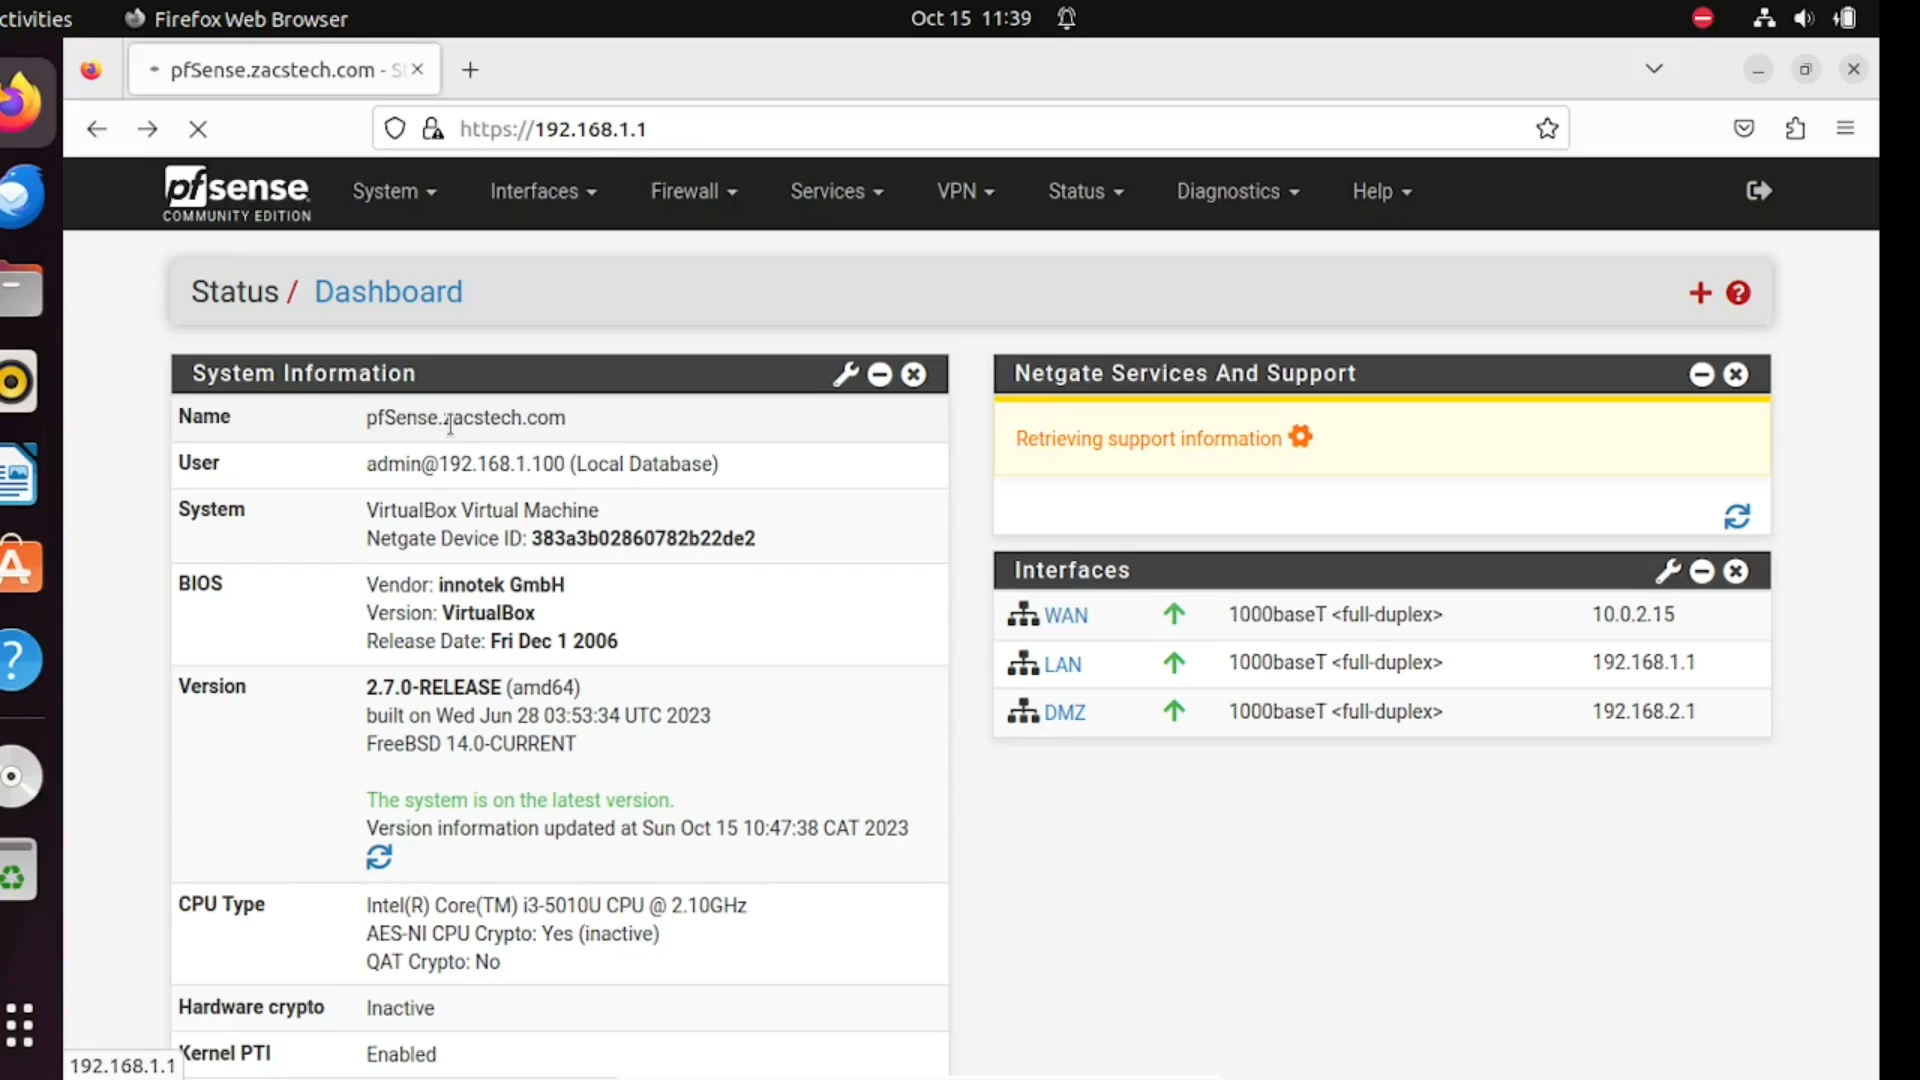 ctivities
Firefox Web Browser
Oct 15 11:39
pfSense.zacstech.com - S
https://192.168.1.1
pfsense
COMMUNITY EDITION
System
Interfaces
Firewall
Services
VPN
Status
Diagnostics
Help
Status / Dashboard
System Information
Name pfSense.zacstech.com
User admin@192.168.1.100 (Local Database)
System VirtualBox Virtual Machine
Netgate Device ID: 383a3b02860782b22de2
BIOS Vendor: innotek GmbH
Version: VirtualBox
Release Date: Fri Dec 1 2006
Version 2.7.0-RELEASE (amd64)
built on Wed Jun 28 03:53:34 UTC 2023
FreeBSD 14.0-CURRENT
The system is on the latest version.
Version information updated at Sun Oct 15 10:47:38 CAT 2023
CPU Type Intel(R) Core(TM) i3-5010U CPU @ 2.10GHz
AES-NI CPU Crypto: Yes (inactive)
QAT Crypto: No
Hardware crypto Inactive
Kernel PTI Enabled
Netgate Services And Support
Retrieving support information
Interfaces
WAN 1000baseT <full-duplex> 10.0.2.15
LAN 1000baseT <full-duplex> 192.168.1.1
DMZ 1000baseT <full-duplex> 192.168.2.1
192.168.1.1